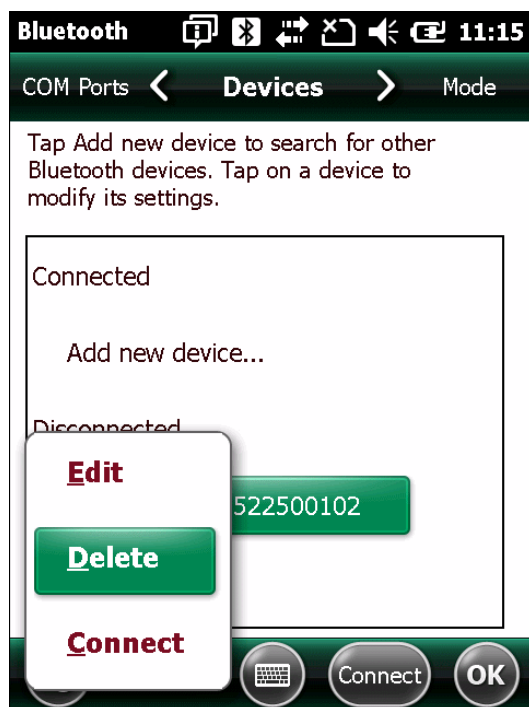 Bluetooth 11:15
COM Ports Devices Mode
Tap Add new device to search for other
Bluetooth devices. Tap on a device to
modify its settings.
Connected
Add new device...
Disconnected
Edit
522500102
Delete
Connect
Connect OK